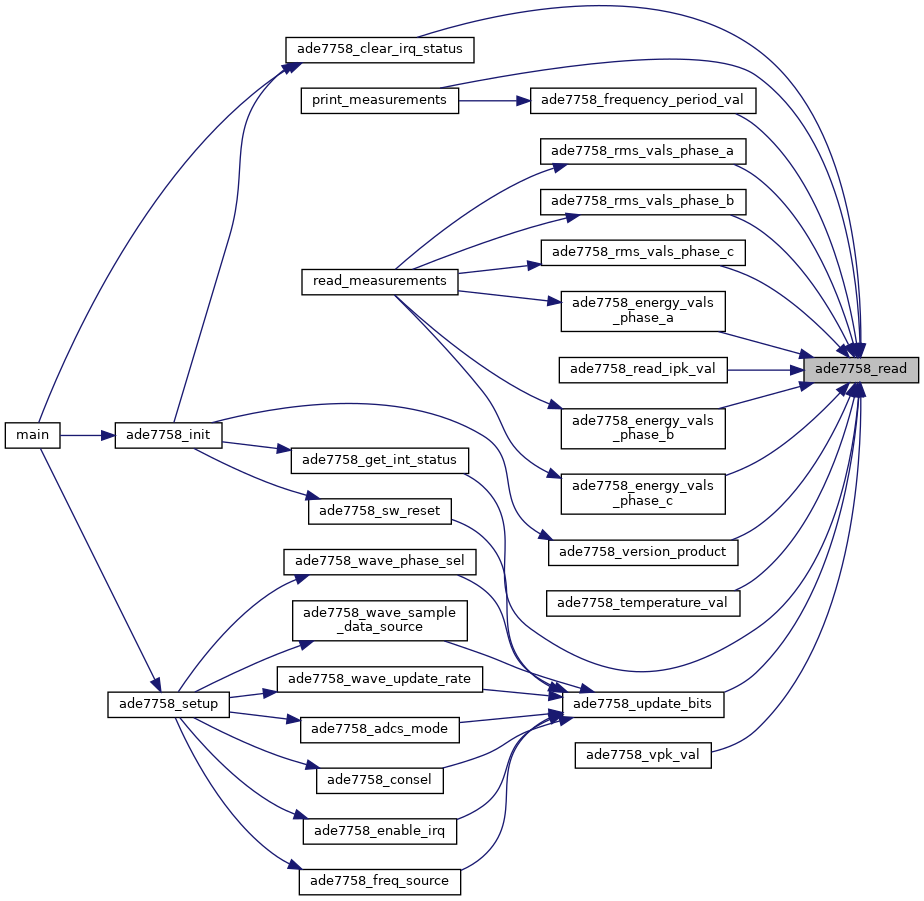 ade7758_clear_irq_status
print_measurements
ade7758_frequency_period_val
ade7758_rms_vals_phase_a
ade7758_rms_vals_phase_b
ade7758_rms_vals_phase_c
read_measurements
ade7758_energy_vals
_phase_a
ade7758_read_ipk_val
ade7758_read
ade7758_energy_vals
_phase_b
main
ade7758_init
ade7758_get_int_status
ade7758_energy_vals
_phase_c
ade7758_sw_reset
ade7758_version_product
ade7758_wave_phase_sel
ade7758_temperature_val
ade7758_wave_sample
_data_source
ade7758_wave_update_rate
ade7758_setup
ade7758_update_bits
ade7758_adcs_mode
ade7758_vpk_val
ade7758_consel
ade7758_enable_irq
ade7758_freq_source